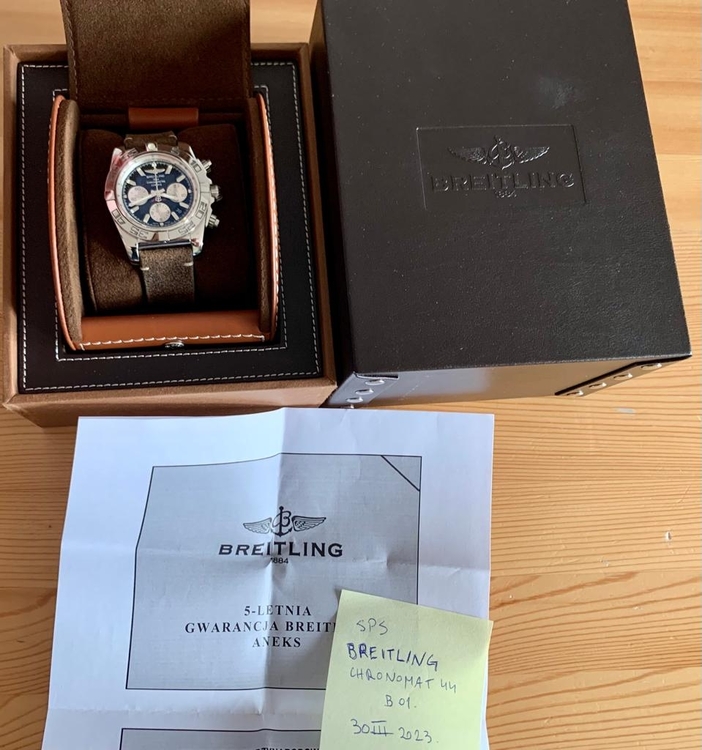 BREITLING
1884
BREITLING
1884
5-LETNIA
GWARANCJA BREIT
ANEKS
SPS
BREITLING
CHRONOMAT 44
B01.
30 III 2023.